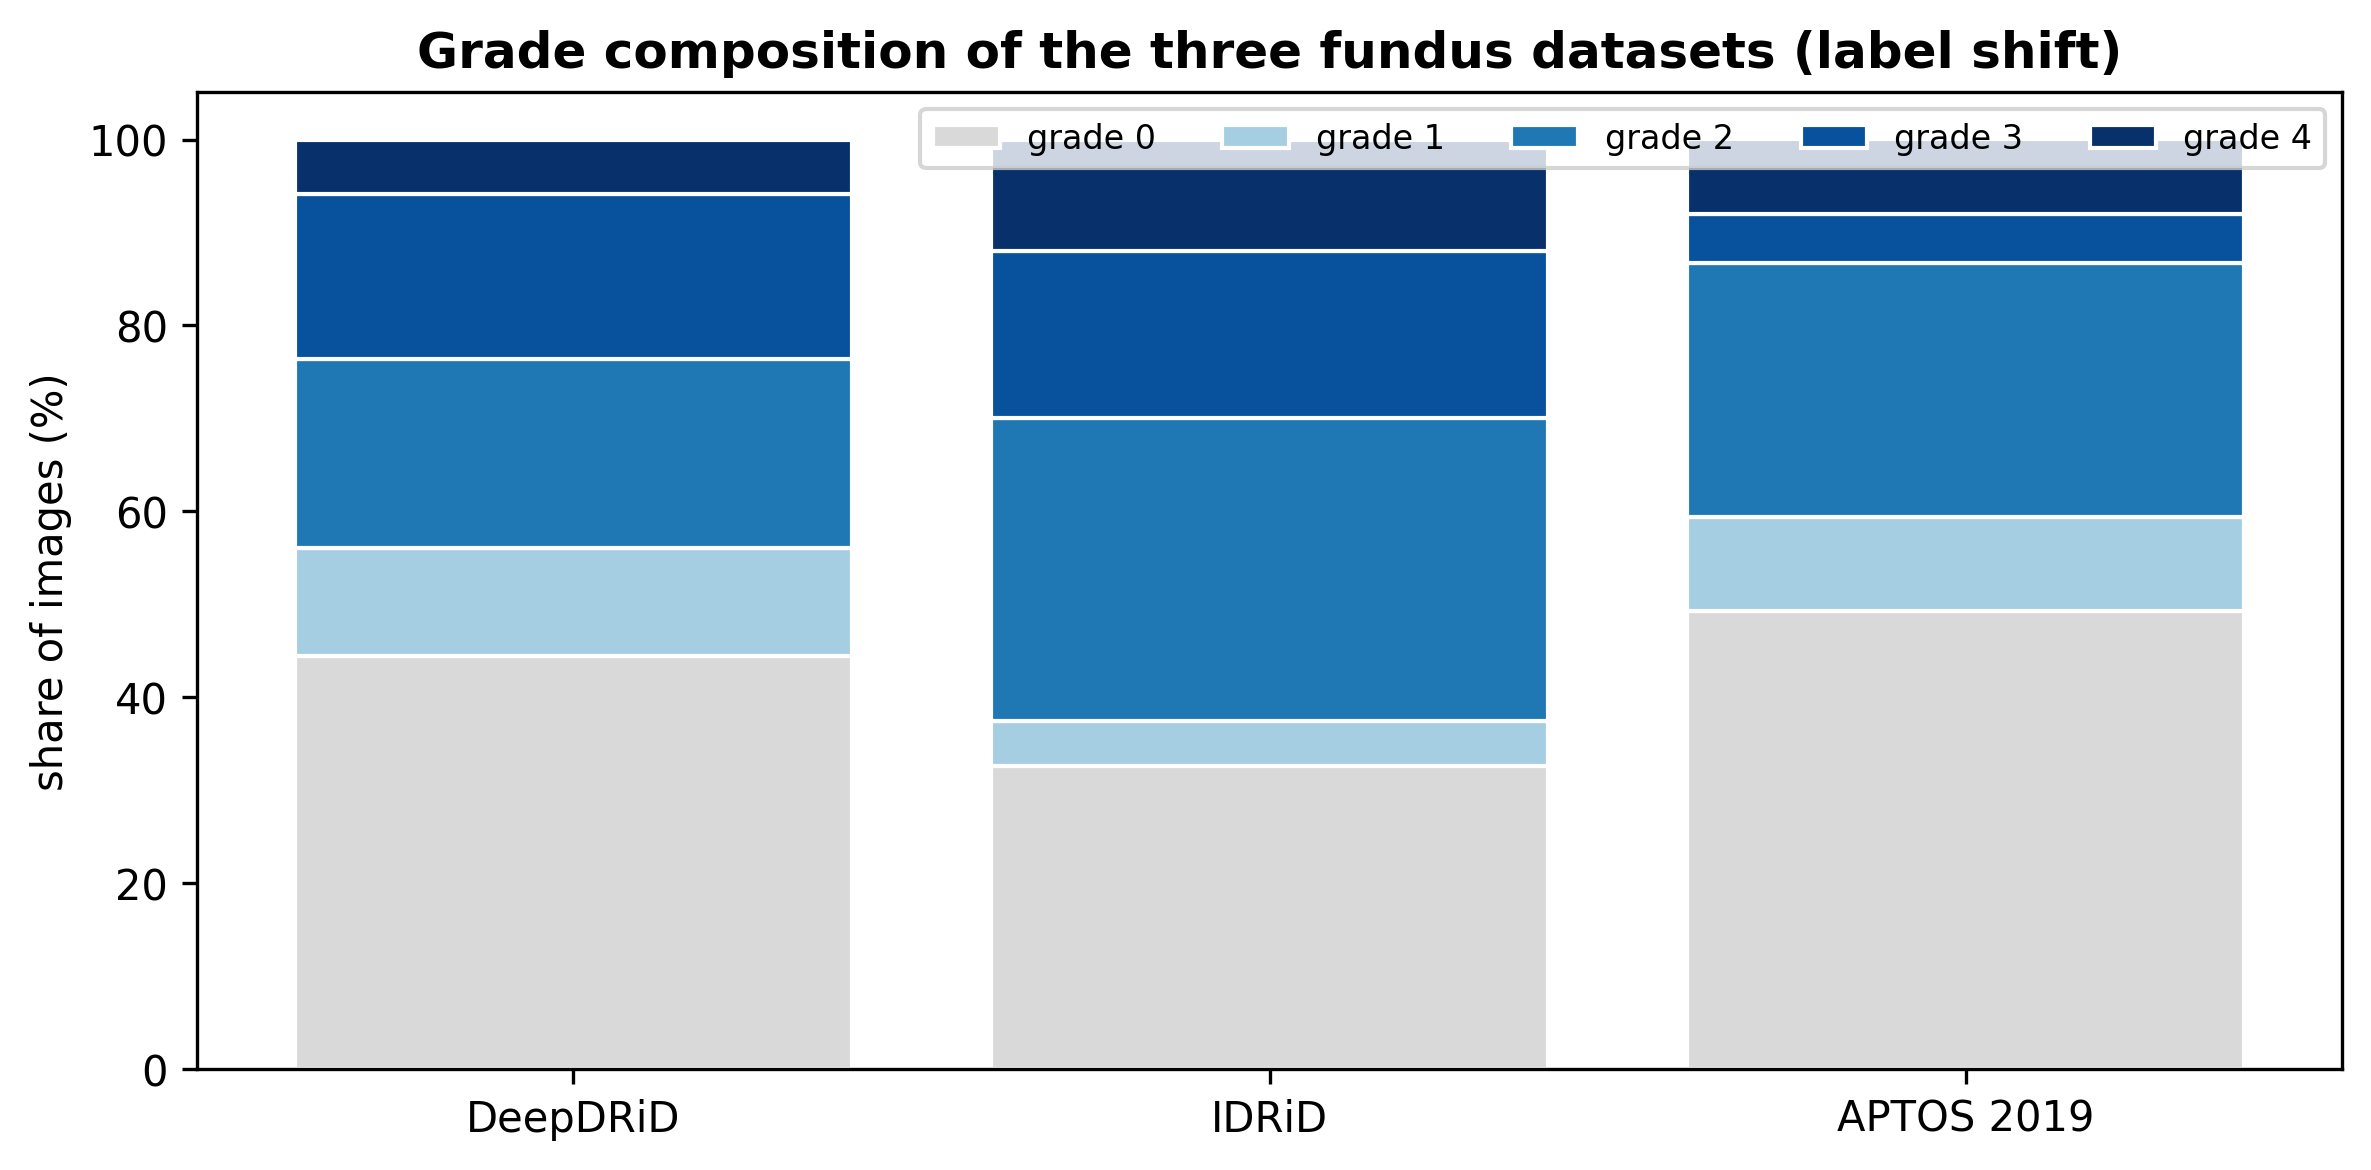 Grade composition of the three fundus datasets (label shift)
grade 0 grade 1 grade 2 grade 3 grade 4
100
80
60
40
20
0
share of images (%)
DeepDRiD IDRiD APTOS 2019